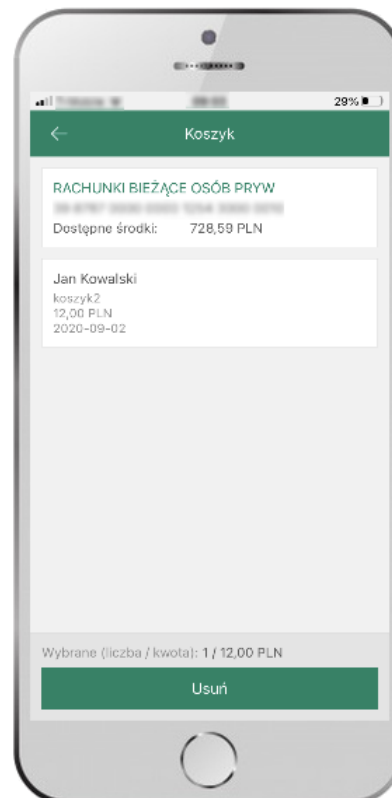 29%
Koszyk
RACHUNKI BIEŻĄCE OSÓB PRYW
Dostępne środki: 728,59 PLN
Jan Kowalski
koszyk2
12,00 PLN
2020-09-02
Wybrane (liczba / kwota): 1 / 12,00 PLN
Usuń